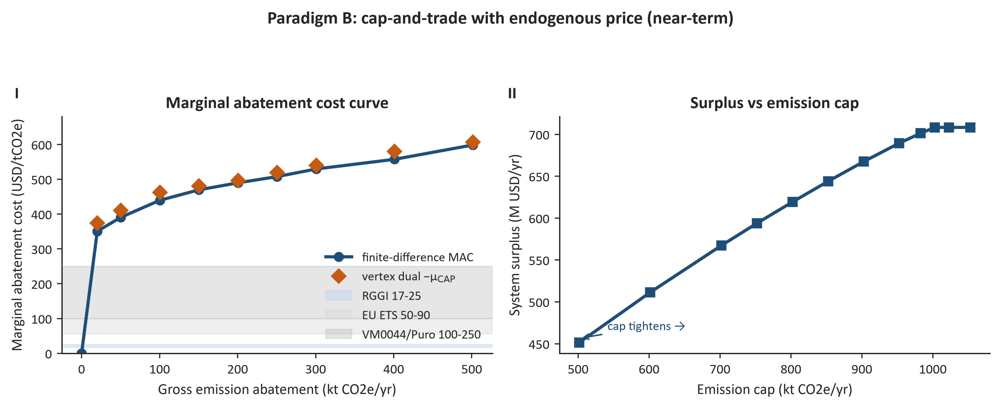 Paradigm B: cap-and-trade with endogenous price (near-term)
I
Marginal abatement cost curve
Marginal abatement cost (USD/tCO2e)
600
500
400
300
200
100
0
finite-difference MAC
vertex dual −μCAP
RGGI 17-25
EU ETS 50-90
VM0044/Puro 100-250
0 100 200 300 400 500
Gross emission abatement (kt CO2e/yr)
II
Surplus vs emission cap
System surplus (M USD/yr)
700
650
600
550
500
450
cap tightens →
500 600 700 800 900 1000
Emission cap (kt CO2e/yr)